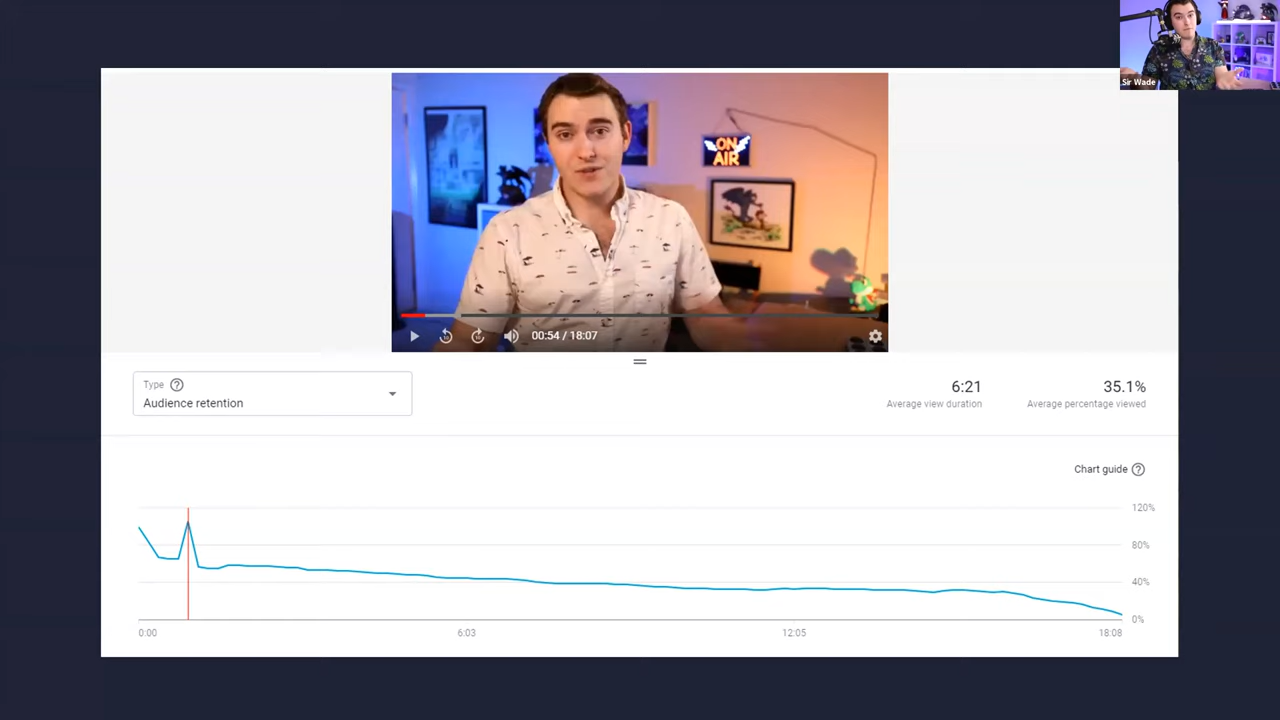 Sir Wade
ON
AIR
00:54 / 18:07
Type
Audience retention
6:21
Average view duration
35.1%
Average percentage viewed
Chart guide
120%
80%
40%
0%
0:00
6:03
12:05
18:08